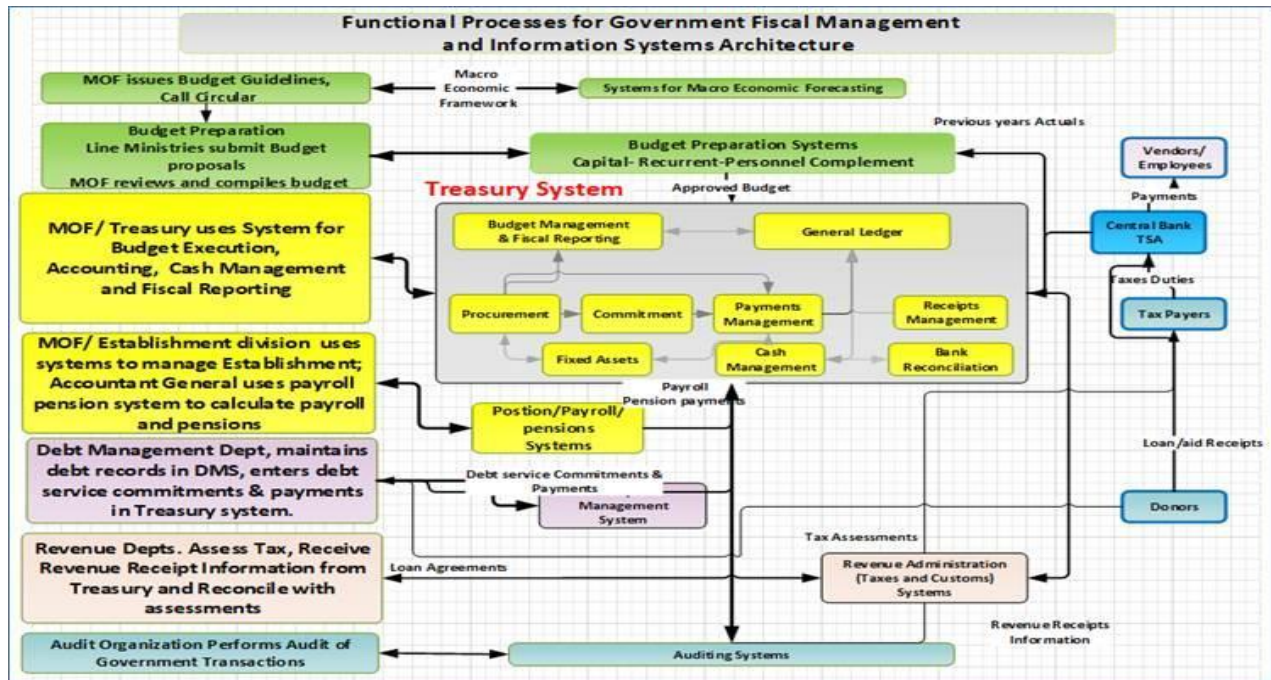 Functional Processes for Government Fiscal Management
and Information Systems Architecture
MOF issues Budget Guidelines,
Call Circular
Macro
Economic
Framework
Systems for Macro Economic Forecasting
Budget Preparation
Line Ministries submit Budget
proposals
MOF reviews and compiles budget
Budget Preparation Systems
Capital- Recurrent-Personnel Complement
Previous years Actuals
Vendors/
Employees
Payments
Treasury System
Approved Budget
MOF/ Treasury uses System for
Budget Execution,
Accounting, Cash Management
and Fiscal Reporting
Budget Management
& Fiscal Reporting
General Ledger
Central Bank
TSA
Taxes Duties
Procurement
Commitment
Payments
Management
Receipts
Management
Tax Payers
Fixed Assets
Cash
Management
Bank
Reconciliation
MOF/ Establishment division uses
systems to manage Establishment;
Accountant General uses payroll
pension system to calculate payroll
and pensions
Payroll
Pension payments
Postion/Payroll/
pensions
Systems
Loan/aid Receipts
Debt Management Dept, maintains
debt records in DMS, enters debt
service commitments & payments
in Treasury system.
Debt service Commitments &
Payments
Management
System
Donors
Tax Assessments
Revenue Depts. Assess Tax, Receive
Revenue Receipt Information from
Treasury and Reconcile with
assessments
Loan Agreements
Revenue Administration
(Taxes and Customs)
Systems
Revenue Receipts
Information
Audit Organization Performs Audit of
Government Transactions
Auditing Systems